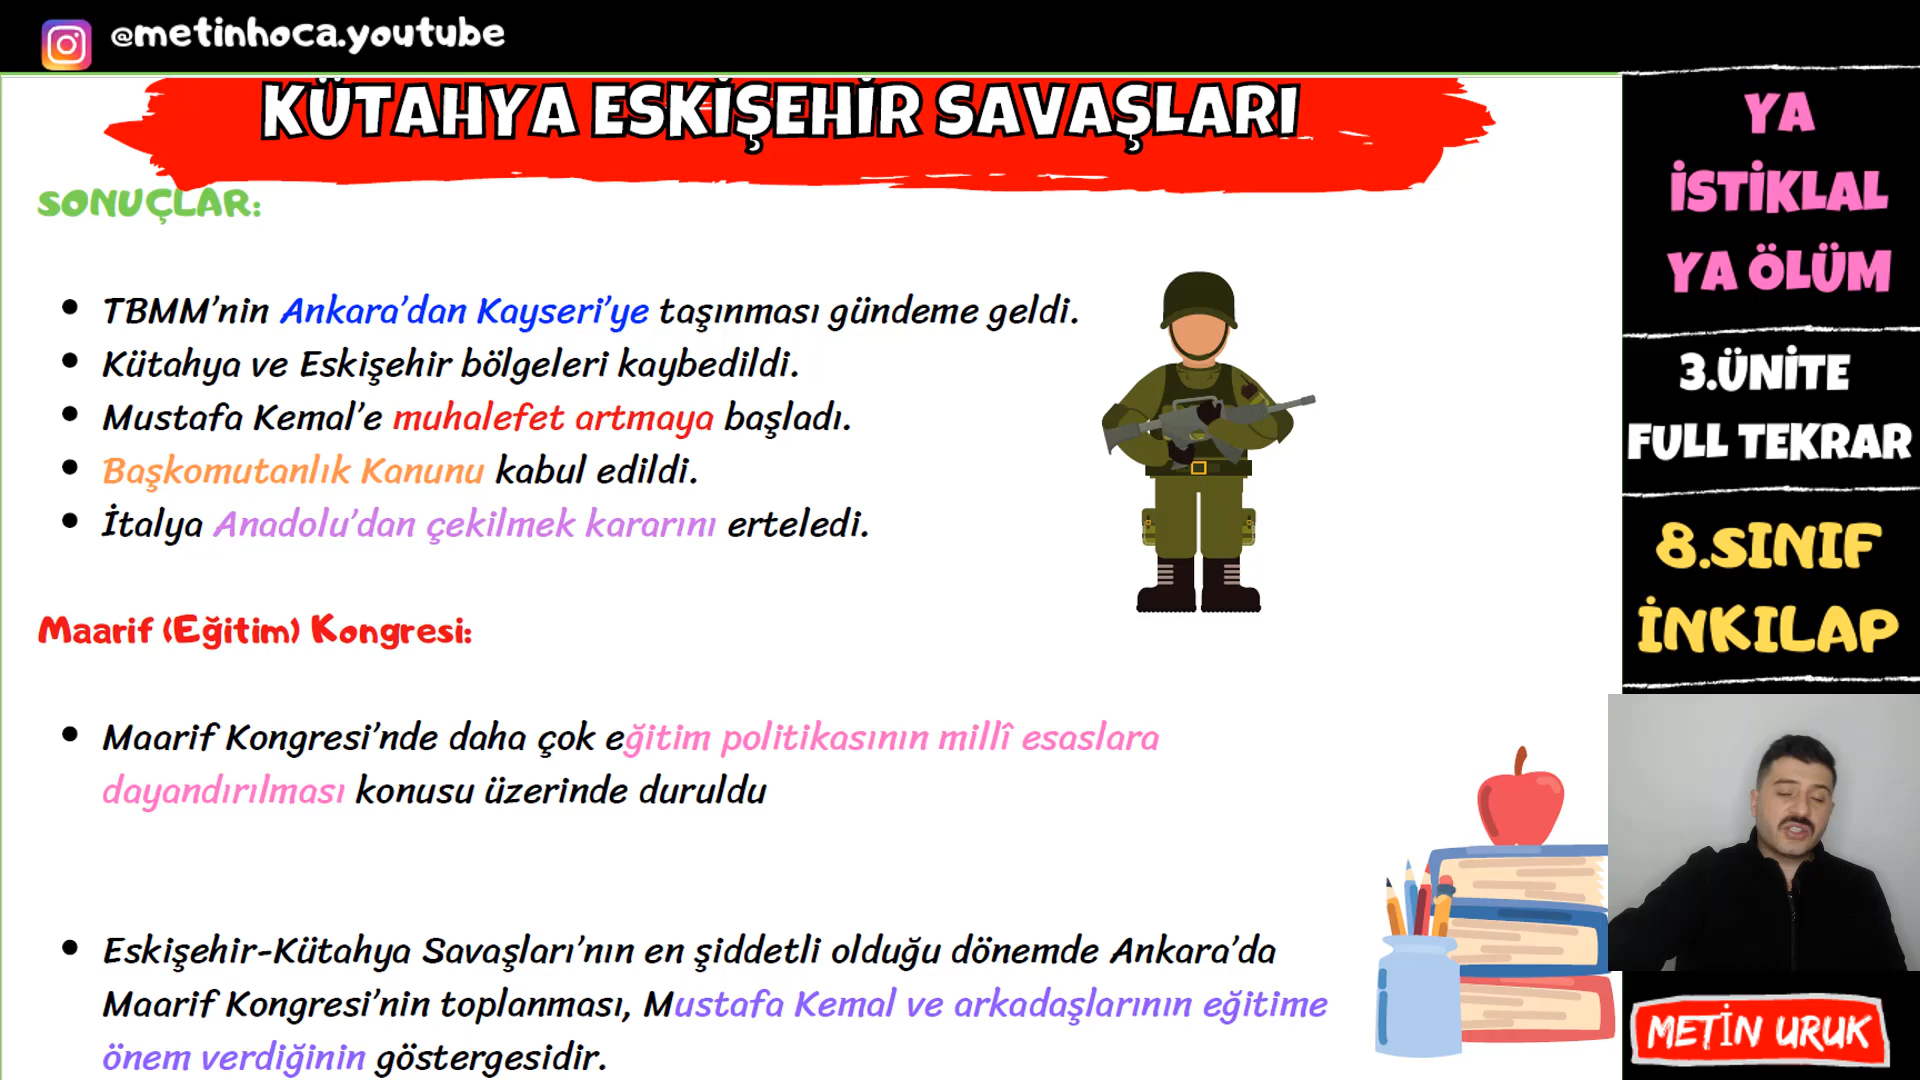 @metinhoca.youtube
KÜTAHYA ESKİŞEHİR SAVAŞLARI
SONUÇLAR:
• TBMM’nin Ankara’dan Kayseri’ye taşınması gündeme geldi.
• Kütahya ve Eskişehir bölgeleri kaybedildi.
• Mustafa Kemal’e muhalefet artmaya başladı.
• Başkomutanlık Kanunu kabul edildi.
• İtalya Anadolu’dan çekilmek kararını erteledi.
Maarif (Eğitim) Kongresi:
• Maarif Kongresi’nde daha çok eğitim politikasının millî esaslara
dayandırılması konusu üzerinde duruldu
• Eskişehir-Kütahya Savaşları’nın en şiddetli olduğu dönemde Ankara’da
Maarif Kongresi’nin toplanması, Mustafa Kemal ve arkadaşlarının eğitime
önem verdiğinin göstergesidir.
YA
İSTİKLAL
YA ÖLÜM
3.ÜNİTE
FULL TEKRAR
8.SINIF
İNKILAP
METİN URUK